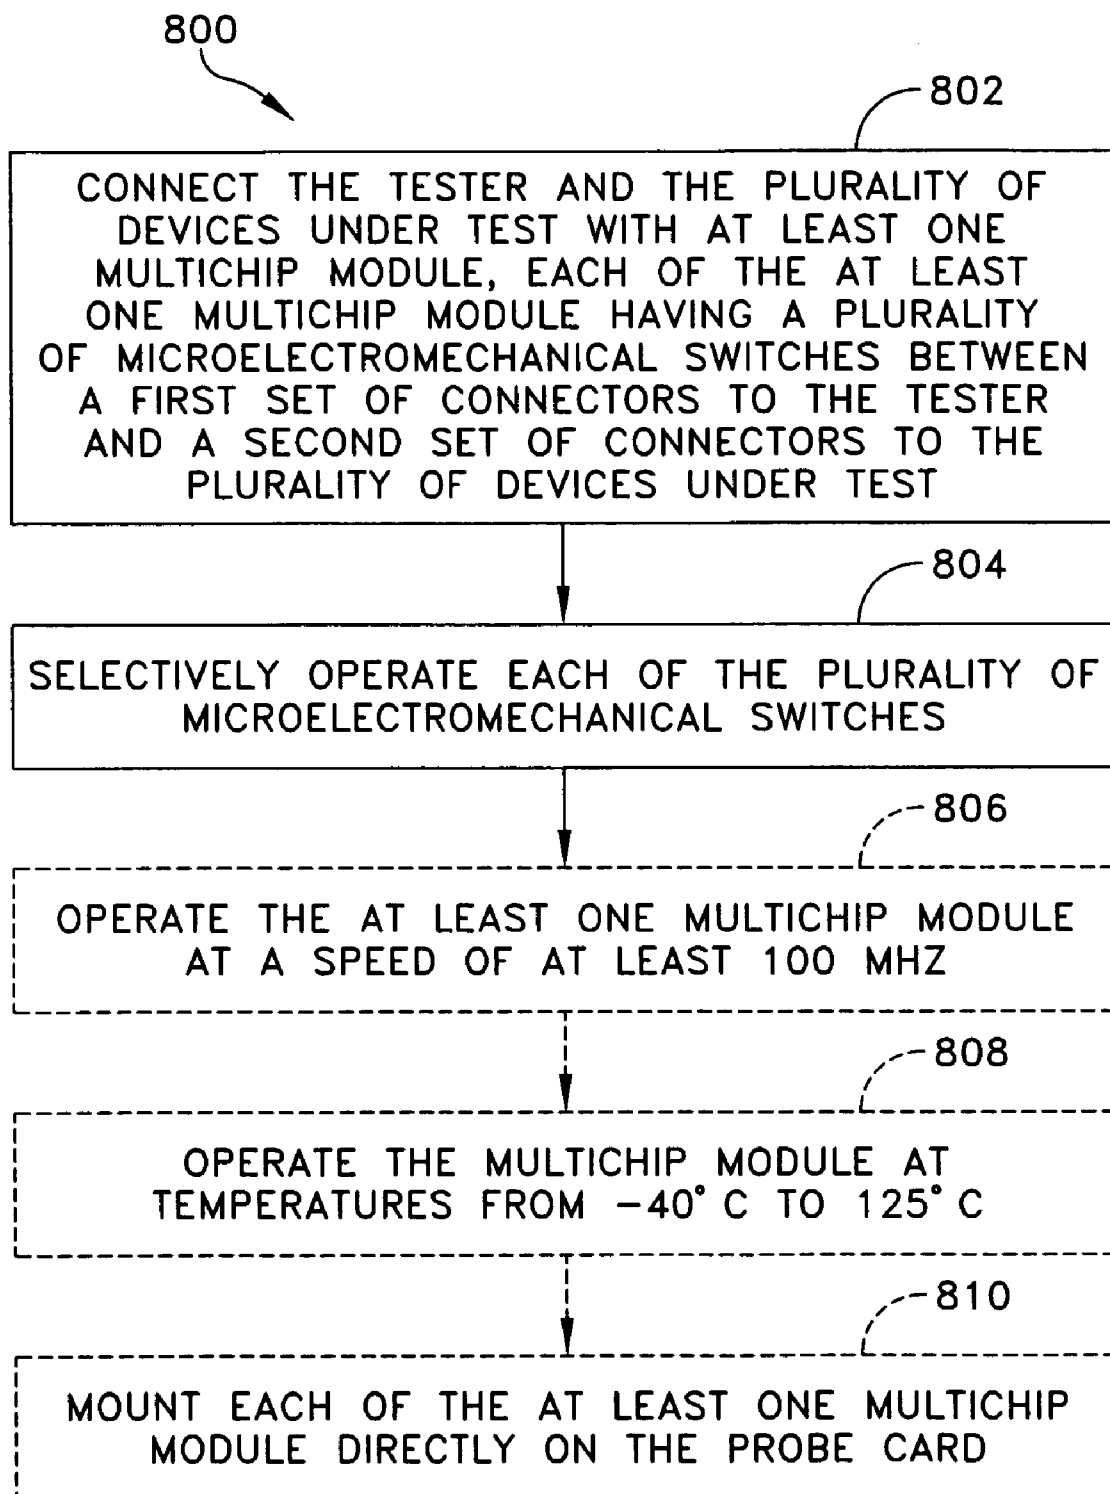 800
802
CONNECT THE TESTER AND THE PLURALITY OF
DEVICES UNDER TEST WITH AT LEAST ONE
MULTICHIP MODULE, EACH OF THE AT LEAST
ONE MULTICHIP MODULE HAVING A PLURALITY
OF MICROELECTROMECHANICAL SWITCHES BETWEEN
A FIRST SET OF CONNECTORS TO THE TESTER
AND A SECOND SET OF CONNECTORS TO THE
PLURALITY OF DEVICES UNDER TEST
804
SELECTIVELY OPERATE EACH OF THE PLURALITY OF
MICROELECTROMECHANICAL SWITCHES
806
OPERATE THE AT LEAST ONE MULTICHIP MODULE
AT A SPEED OF AT LEAST 100 MHZ
808
OPERATE THE MULTICHIP MODULE AT
TEMPERATURES FROM −40° C TO 125° C
810
MOUNT EACH OF THE AT LEAST ONE MULTICHIP
MODULE DIRECTLY ON THE PROBE CARD